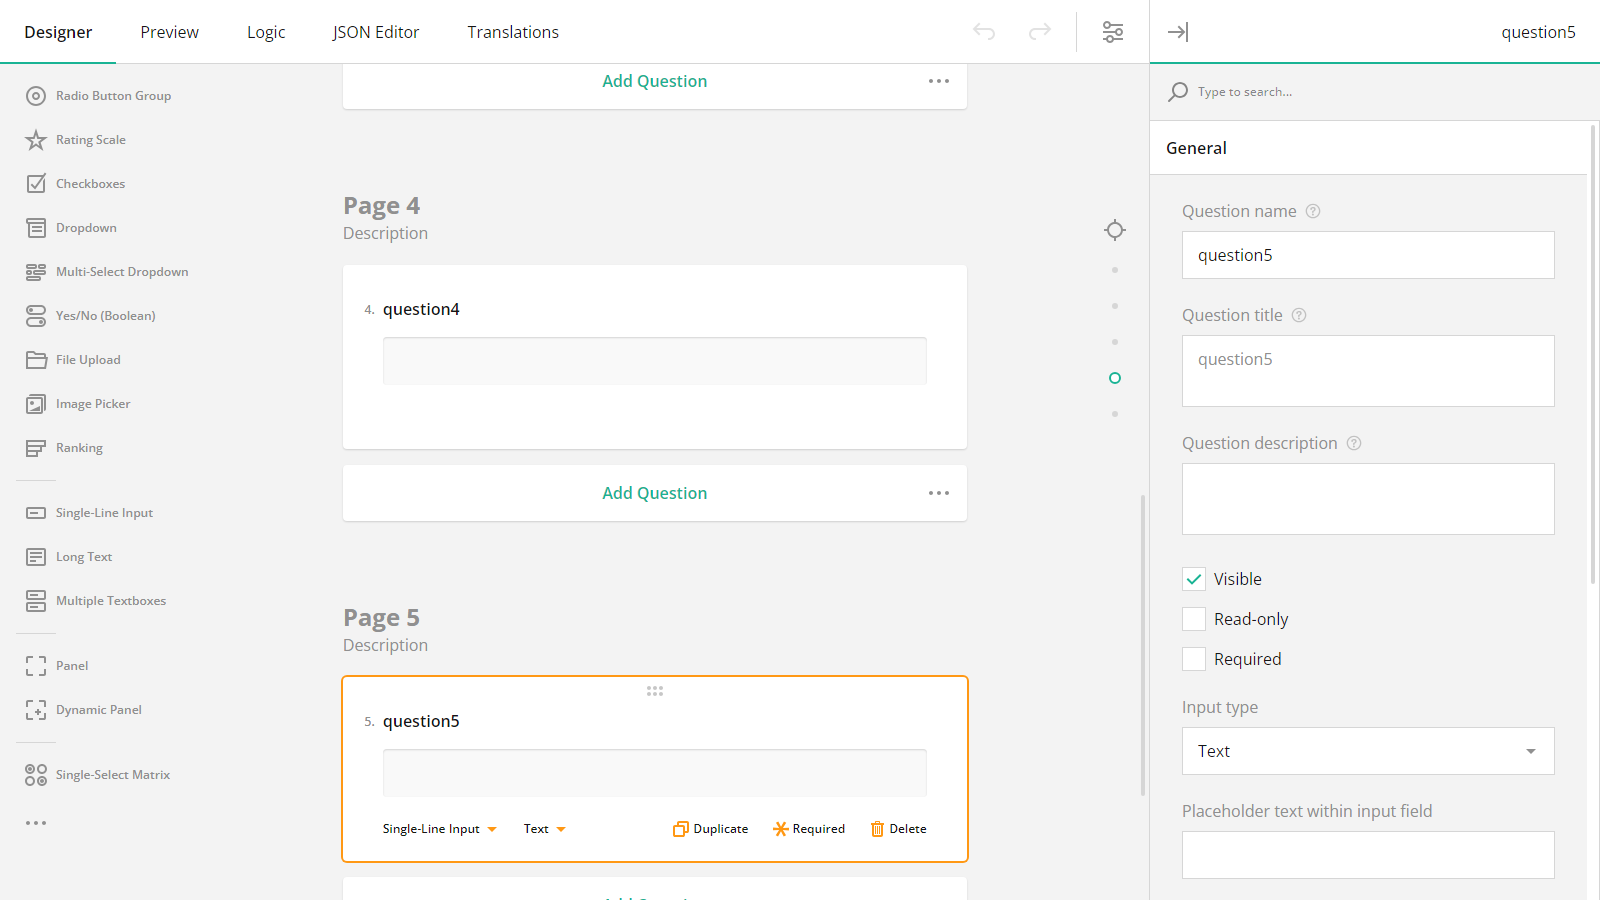 Designer
Preview
Logic
JSON Editor
Translations
question5
Radio Button Group
Rating Scale
Checkboxes
Dropdown
Multi-Select Dropdown
Yes/No (Boolean)
File Upload
Image Picker
Ranking
Single-Line Input
Long Text
Multiple Textboxes
Panel
Dynamic Panel
Single-Select Matrix
Add Question
Page 4
Description
4. question4
Add Question
Page 5
Description
5. question5
Single-Line Input
Text
Duplicate
Required
Delete
Type to search...
General
Question name
question5
Question title
question5
Question description
Visible
Read-only
Required
Input type
Text
Placeholder text within input field